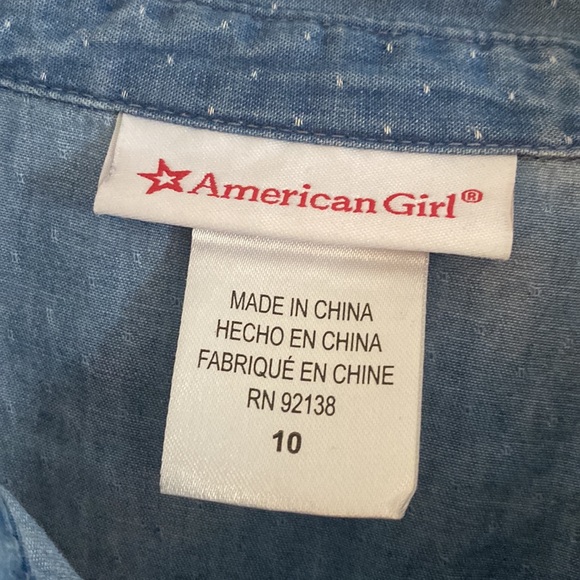 American Girl®
MADE IN CHINA
HECHO EN CHINA
FABRIQUÉ EN CHINE
RN 92138
10